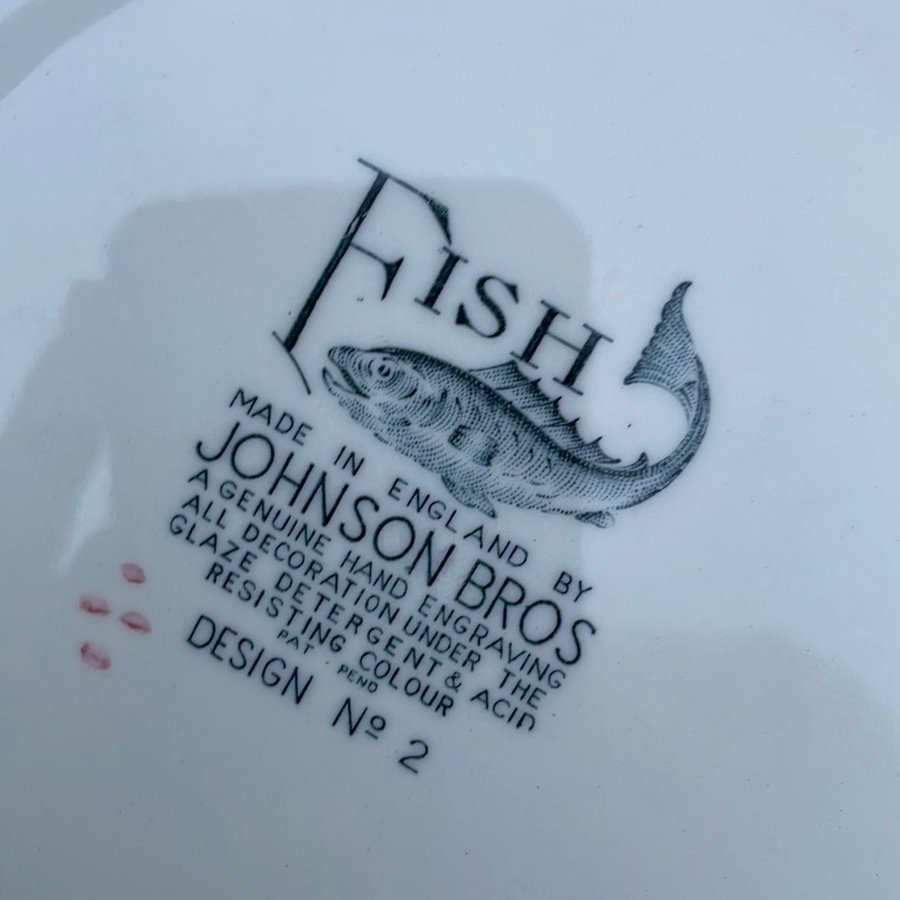 FISH
MADE IN ENGLAND BY
JOHNSON BROS
A GENUINE HAND ENGRAVING
ALL DECORATION UNDER THE
GLAZE DETERGENT & ACID
RESISTING COLOUR
PAT · PEND
DESIGN Nº 2